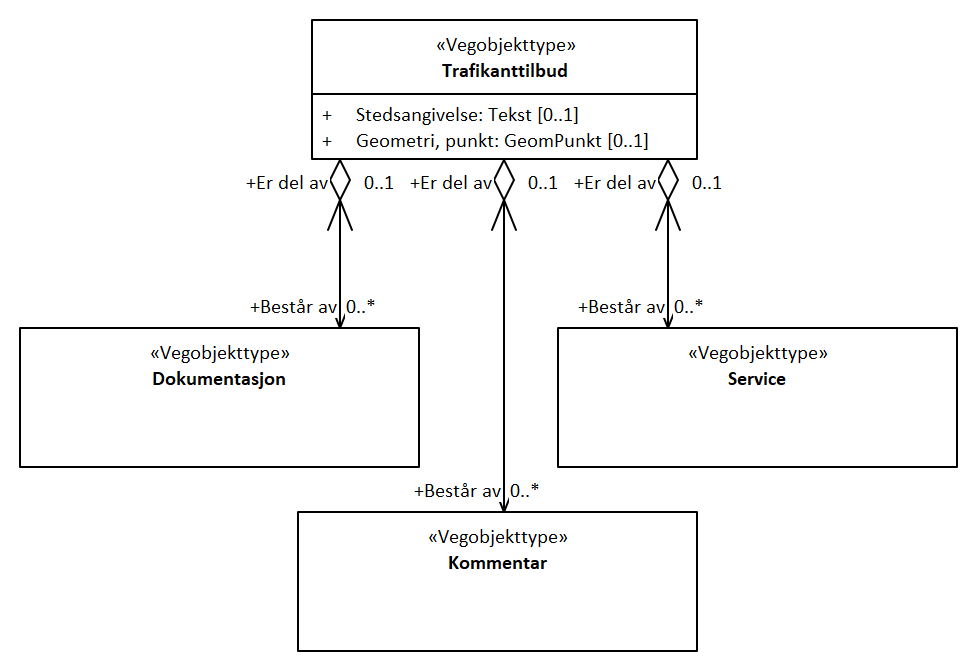 «Vegobjekttype»
Trafikanttilbud
+ Stedsangivelse: Tekst [0..1]
+ Geometri, punkt: GeomPunkt [0..1]
+Er del av 0..1 +Er del av 0..1 +Er del av 0..1
+Består av 0..* +Består av 0..*
«Vegobjekttype» «Vegobjekttype»
Dokumentasjon Service
+Består av 0..*
«Vegobjekttype»
Kommentar